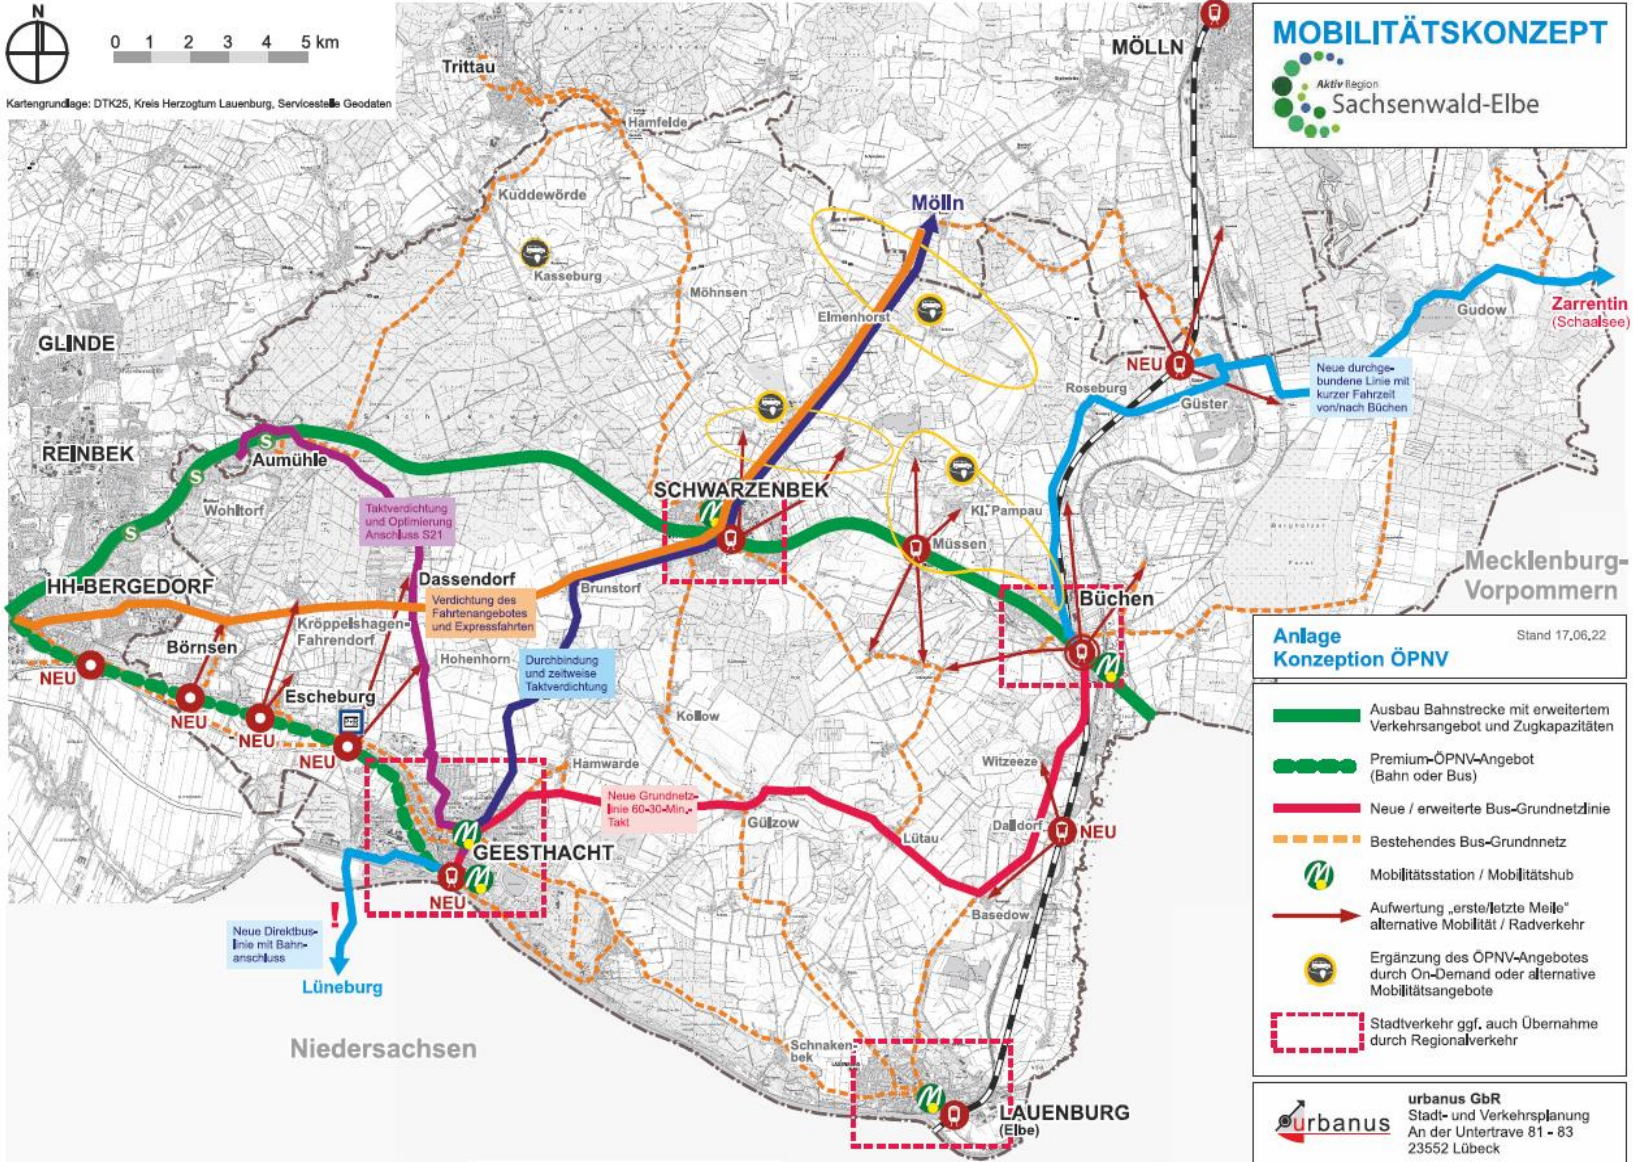 N
0 1 2 3 4 5 km
Kartengrundlage: DTK25, Kreis Herzogtum Lauenburg, Servicestelle Geodaten
MOBILITÄTSKONZEPT
Aktiv Region
Sachsenwald-Elbe
MÖLLN
Trittau
Hamfelde
Kuddewörde
Kasseburg
Möhnsen
Mölln
Elmenhorst
GLINDE
Gudow
Zarrentin
(Schaalsee)
NEU
Roseburg
Güster
Neue durchge-
bundene Linie mit
kurzer Fahrzeit
von/nach Büchen
REINBEK
S
S
S
Aumühle
Wohltorf
SCHWARZENBEK
Kl. Pampau
Müssen
Taktverdichtung
und Optimierung
Anschluss S21
Mecklenburg-
Vorpommern
HH-BERGEDORF
Dassendorf
Brunstorf
Büchen
Verdichtung des
Fahrtenangebotes
und Expressfahrten
Kröppelshagen-
Fahrendorf
Börnsen
Hohenhorn
Durchbindung
und zeitweise
Taktverdichtung
NEU
NEU
NEU
NEU
Escheburg
Kollow
Witzeeze
Hamwarde
Neue Grundnetz-
linie 60-30-Min.-
Takt
Gülzow
Lütau
Dalldorf
NEU
GEESTHACHT
NEU
Basedow
!
Neue Direktbus-
linie mit Bahn-
anschluss
Lüneburg
Niedersachsen
Schnaken-
bek
LAUENBURG
(Elbe)
Anlage
Konzeption ÖPNV
Stand 17.06.22
Ausbau Bahnstrecke mit erweitertem
Verkehrsangebot und Zugkapazitäten
Premium-ÖPNV-Angebot
(Bahn oder Bus)
Neue / erweiterte Bus-Grundnetzlinie
Bestehendes Bus-Grundnnetz
Mobilitätsstation / Mobilitätshub
Aufwertung „erste/letzte Meile"
alternative Mobilität / Radverkehr
Ergänzung des ÖPNV-Angebotes
durch On-Demand oder alternative
Mobilitätsangebote
Stadtverkehr ggf. auch Übernahme
durch Regionalverkehr
urbanus
urbanus GbR
Stadt- und Verkehrsplanung
An der Untertrave 81 - 83
23552 Lübeck